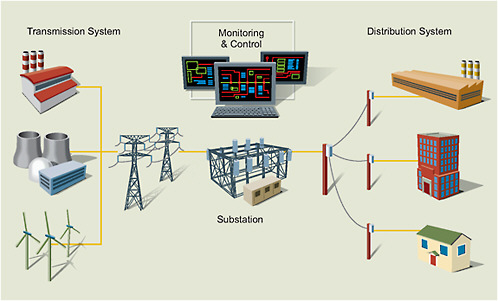 Transmission System
Monitoring
& Control
Distribution System
Substation